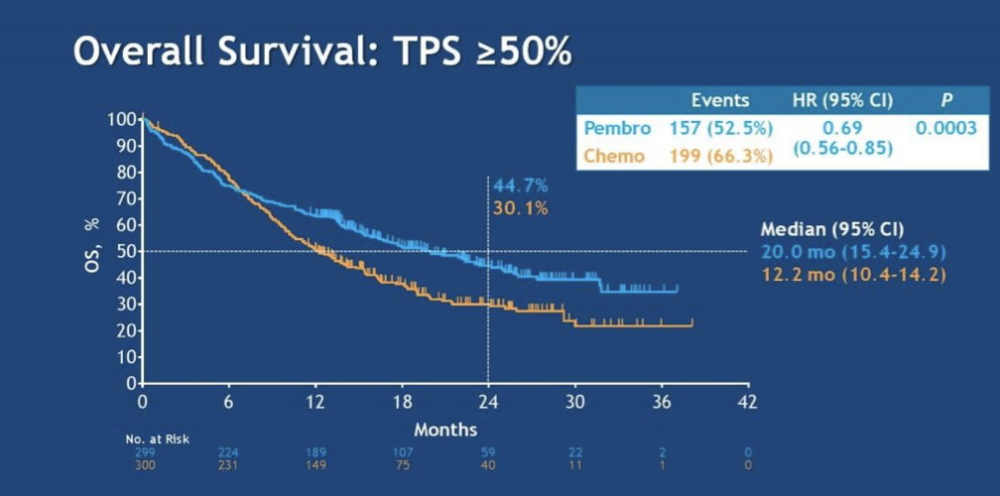 Overall Survival: TPS ≥50%
Events HR (95% CI) P
Pembro 157 (52.5%) 0.69 0.0003
(0.56-0.85)
Chemo 199 (66.3%)
100
90
80
70
60
50
40
30
20
10
0
OS, %
44.7%
30.1%
Median (95% CI)
20.0 mo (15.4-24.9)
12.2 mo (10.4-14.2)
0 6 12 18 24 30 36 42
Months
No. at Risk
299 224 189 107 59 22 2 0
300 231 149 75 40 11 1 0